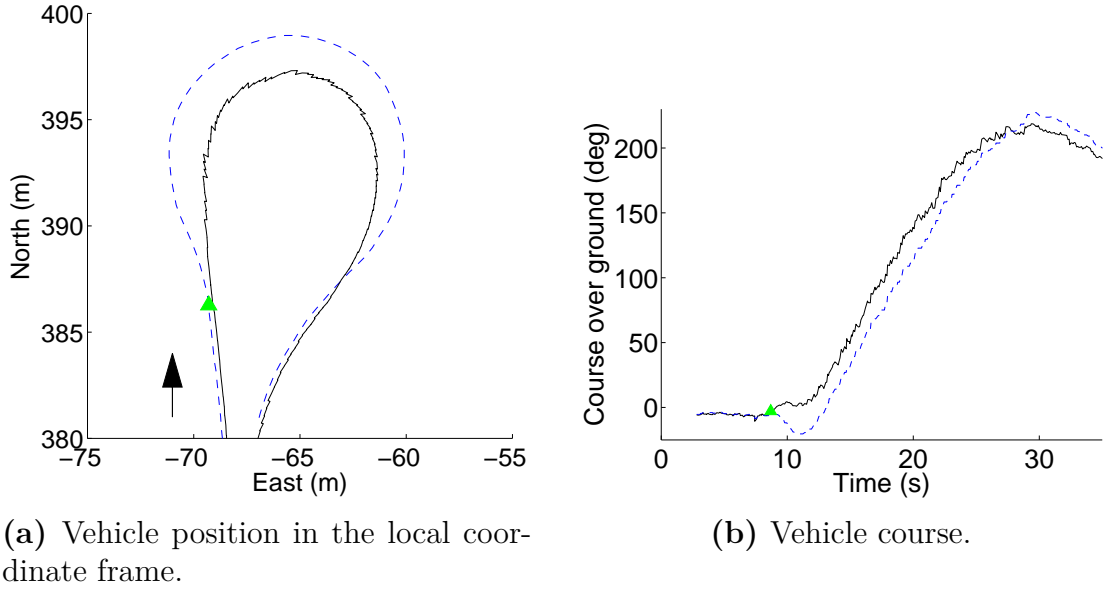 400
395
390
385
380
North (m)
−75 −70 −65 −60 −55
East (m)
200
150
100
50
0
Course over ground (deg)
0 10 20 30
Time (s)
(a) Vehicle position in the local coor-
dinate frame.
(b) Vehicle course.